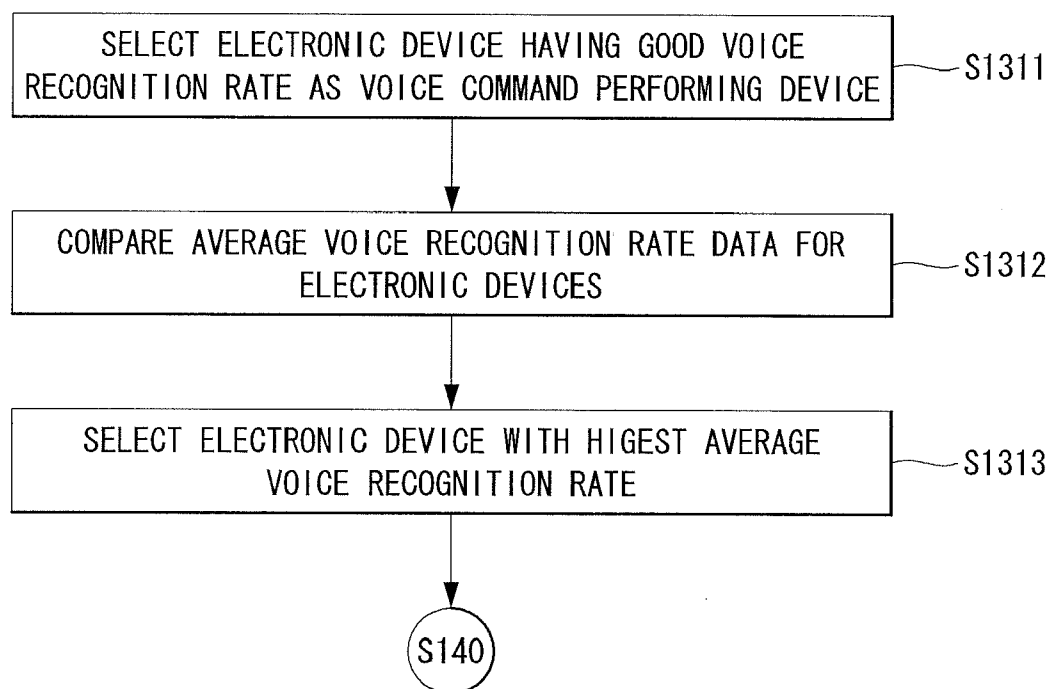 SELECT ELECTRONIC DEVICE HAVING GOOD VOICE
RECOGNITION RATE AS VOICE COMMAND PERFORMING DEVICE
S1311
COMPARE AVERAGE VOICE RECOGNITION RATE DATA FOR
ELECTRONIC DEVICES
S1312
SELECT ELECTRONIC DEVICE WITH HIGEST AVERAGE
VOICE RECOGNITION RATE
S1313
S140